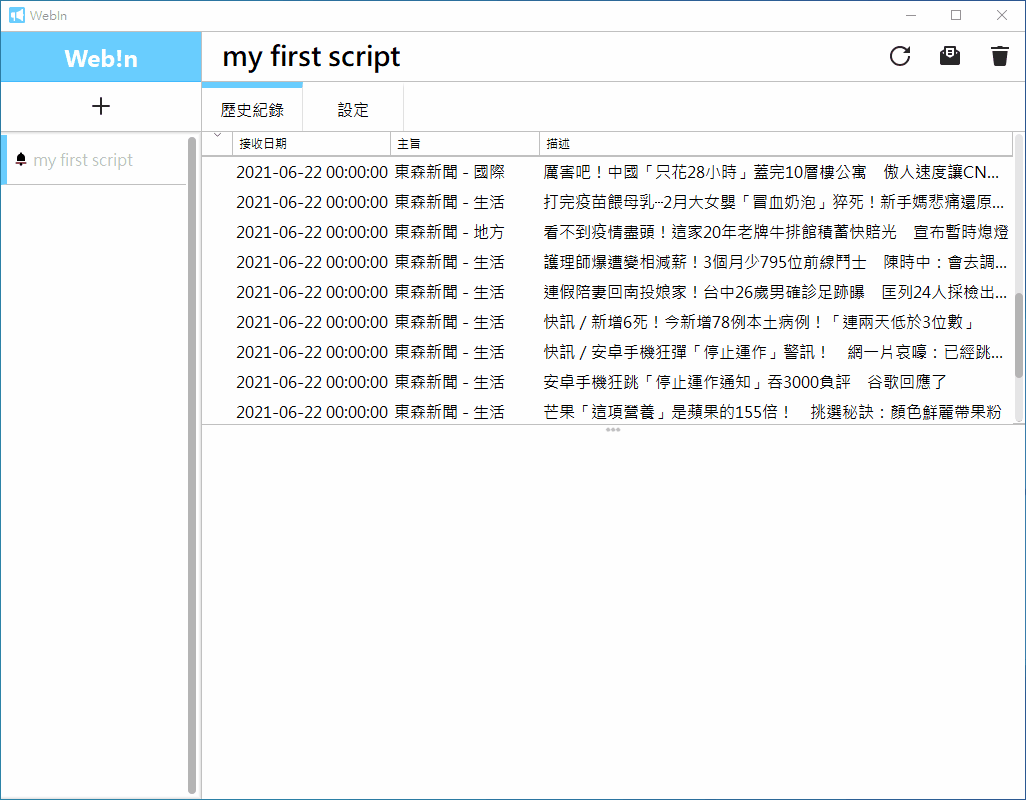 WebIn
Web!n
my first script
my first script
歷史紀錄
設定
接收日期 主旨 描述
2021-06-22 00:00:00 東森新聞 - 國際 厲害吧！中國「只花28小時」蓋完10層樓公寓 傲人速度讓CN...
2021-06-22 00:00:00 東森新聞 - 生活 打完疫苗餵母乳…2月大女嬰「冒血奶泡」猝死！新手媽悲痛還原...
2021-06-22 00:00:00 東森新聞 - 地方 看不到疫情盡頭！這家20年老牌牛排館積蓄快賠光 宣布暫時熄燈
2021-06-22 00:00:00 東森新聞 - 生活 護理師爆遭變相減薪！3個月少795位前線鬥士 陳時中：會去調...
2021-06-22 00:00:00 東森新聞 - 生活 連假陪妻回南投娘家！台中26歲男確診足跡曝 匡列24人採檢出...
2021-06-22 00:00:00 東森新聞 - 生活 快訊／新增6死！今新增78例本土病例！「連兩天低於3位數」
2021-06-22 00:00:00 東森新聞 - 生活 快訊／安卓手機狂彈「停止運作」警訊！ 網一片哀嚎：已經跳...
2021-06-22 00:00:00 東森新聞 - 生活 安卓手機狂跳「停止運作通知」吞3000負評 谷歌回應了
2021-06-22 00:00:00 東森新聞 - 生活 芒果「這項營養」是蘋果的155倍！ 挑選秘訣：顏色鮮麗帶果粉